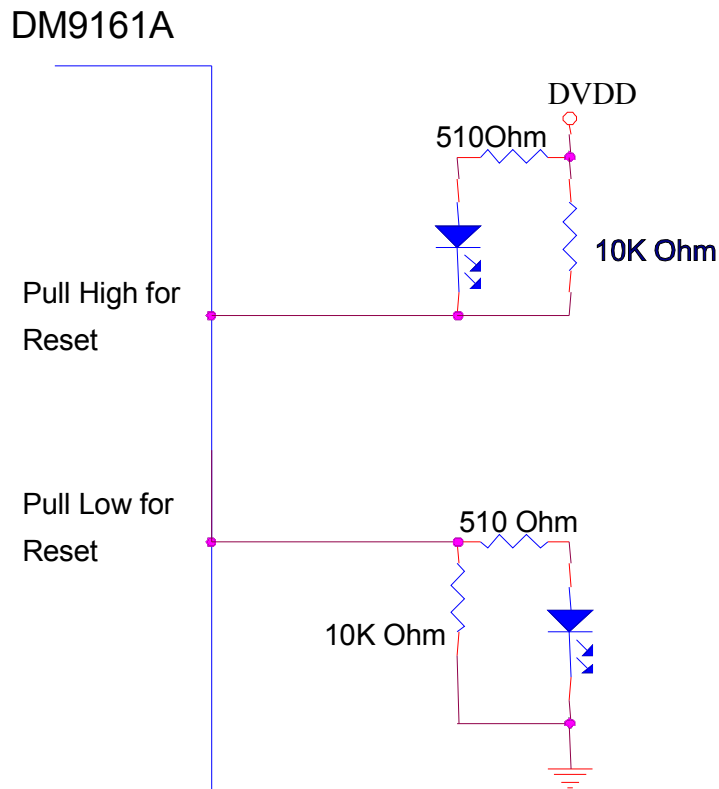 DM9161A
DVDD
510Ohm
10K Ohm
Pull High for
Reset
Pull Low for
Reset
510 Ohm
10K Ohm